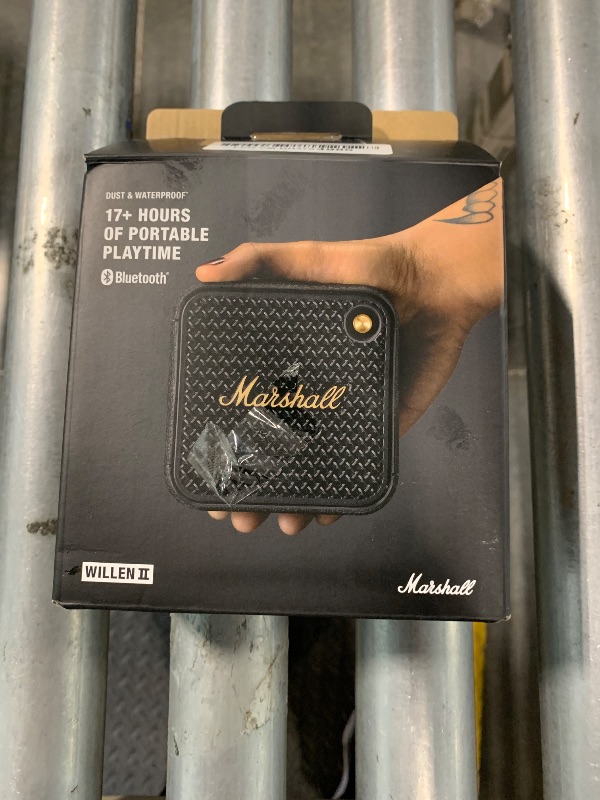 DUST & WATERPROOF*
17+ HOURS
OF PORTABLE
PLAYTIME
Bluetooth®
Marshall
WILLEN II
Marshall